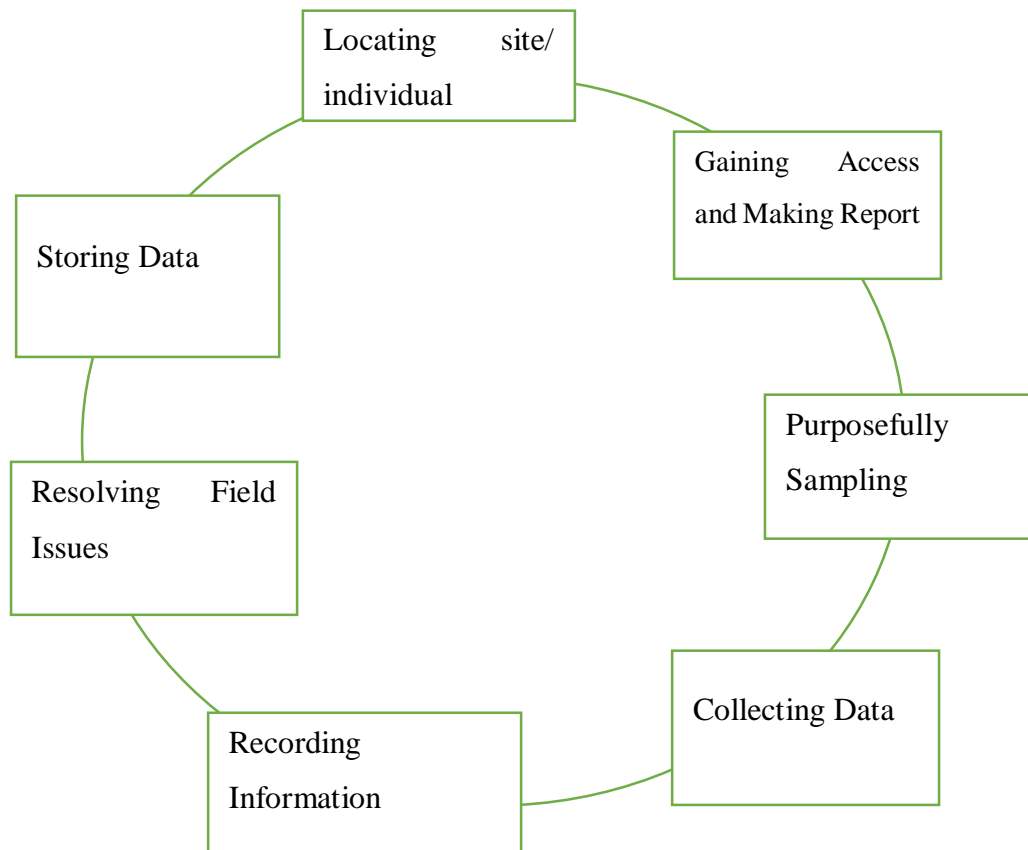 Locating site/
individual
Gaining Access
and Making Report
Purposefully
Sampling
Collecting Data
Recording
Information
Resolving Field
Issues
Storing Data